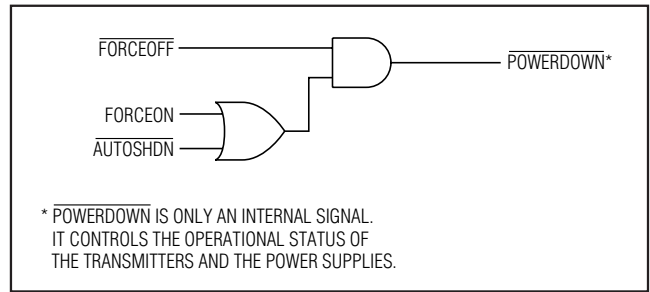 FORCEOFF
POWERDOWN*
FORCEON
AUTOSHDN
* POWERDOWN IS ONLY AN INTERNAL SIGNAL.
IT CONTROLS THE OPERATIONAL STATUS OF
THE TRANSMITTERS AND THE POWER SUPPLIES.